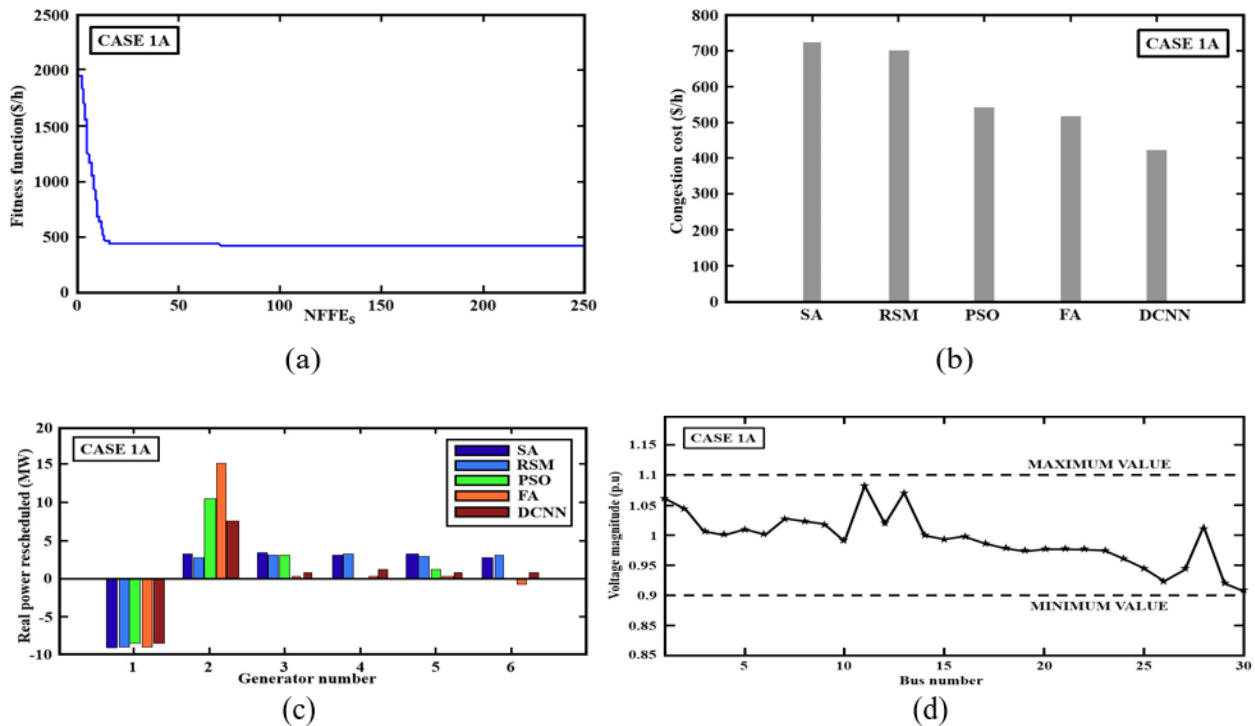 2500
CASE 1A
2000
1500
1000
500
0
Fitness function($/h)
0 50 100 150 200 250
NFFES
(a)
800
CASE 1A
700
600
500
400
300
200
100
0
Congestion cost ($/h)
SA RSM PSO FA DCNN
(b)
20
CASE 1A
15
10
5
0
-5
-10
Real power rescheduled (MW)
SA
RSM
PSO
FA
DCNN
1 2 3 4 5 6
Generator number
(c)
CASE 1A
1.15
MAXIMUM VALUE
1.1
1.05
1
0.95
0.9
MINIMUM VALUE
0.85
Voltage magnitude (p.u)
5 10 15 20 25 30
Bus number
(d)